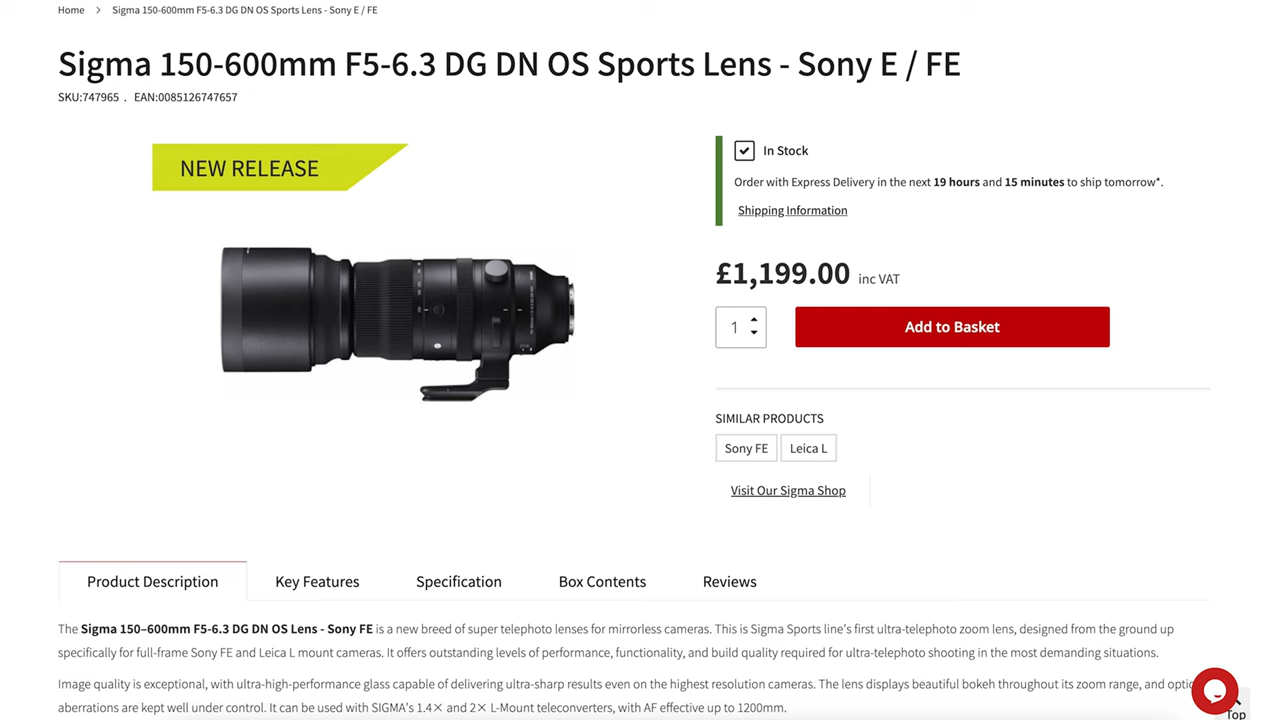 Home > Sigma 150-600mm F5-6.3 DG DN OS Sports Lens - Sony E / FE
Sigma 150-600mm F5-6.3 DG DN OS Sports Lens - Sony E / FE
SKU:747965 . EAN:0085126747657
NEW RELEASE
In Stock
Order with Express Delivery in the next 19 hours and 15 minutes to ship tomorrow*.
Shipping Information
£1,199.00 inc VAT
1
Add to Basket
SIMILAR PRODUCTS
Sony FE Leica L
Visit Our Sigma Shop
Product Description Key Features Specification Box Contents Reviews
The Sigma 150–600mm F5-6.3 DG DN OS Lens - Sony FE is a new breed of super telephoto lenses for mirrorless cameras. This is Sigma Sports line's first ultra-telephoto zoom lens, designed from the ground up
specifically for full-frame Sony FE and Leica L mount cameras. It offers outstanding levels of performance, functionality, and build quality required for ultra-telephoto shooting in the most demanding situations.
Image quality is exceptional, with ultra-high-performance glass capable of delivering ultra-sharp results even on the highest resolution cameras. The lens displays beautiful bokeh throughout its zoom range, and
aberrations are kept well under control. It can be used with SIGMA's 1.4× and 2× L-Mount teleconverters, with AF effective up to 1200mm.
Top